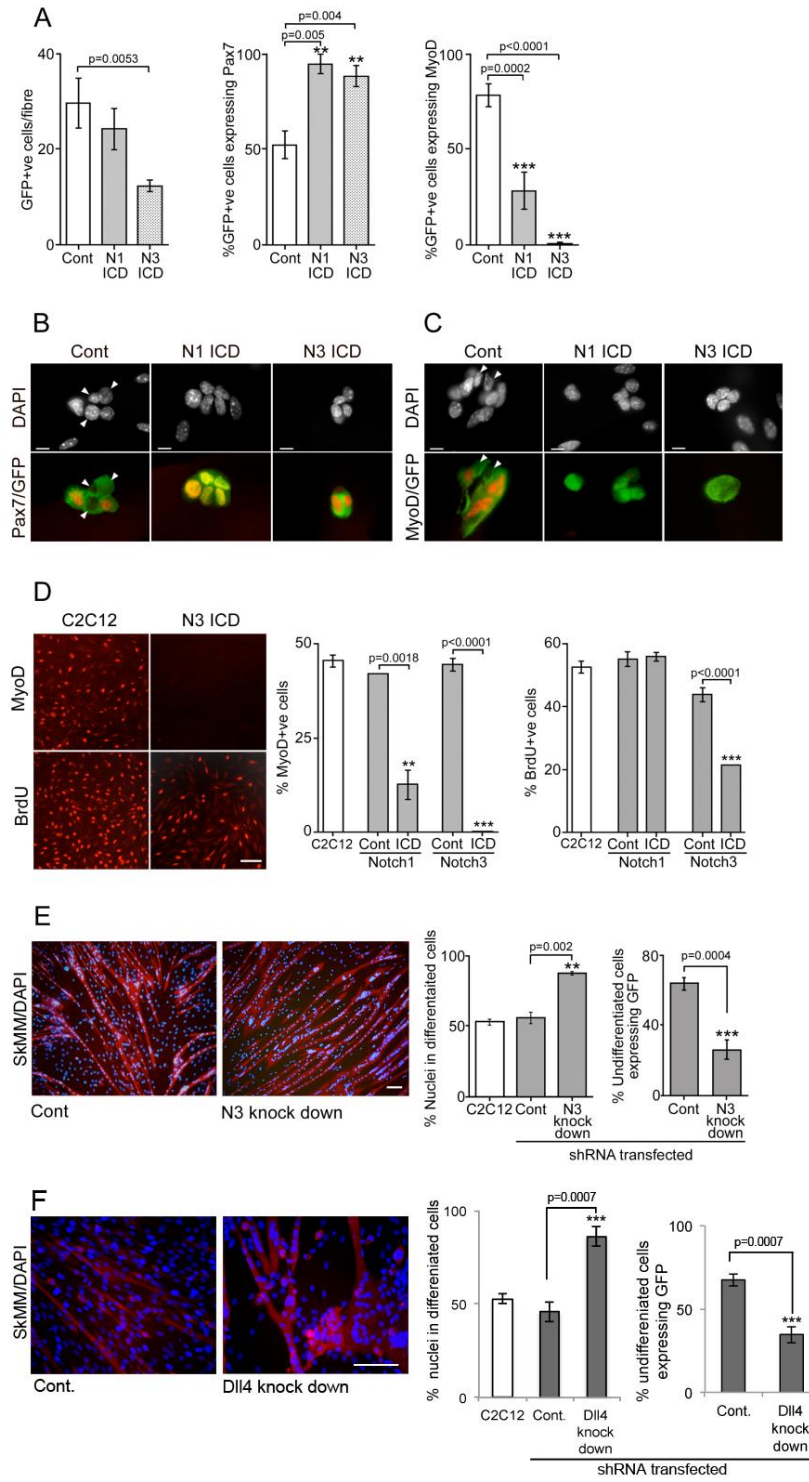 A
GFP+ve cells/fibre
40
20
0
p=0.0053
Cont
N1
ICD
N3
ICD
%GFP+ve cells expressing Pax7
100
50
0
p=0.004
p=0.005
**
**
Cont
N1
ICD
N3
ICD
%GFP+ve cells expressing MyoD
100
50
0
p<0.0001
p=0.0002
***
***
Cont
N1
ICD
N3
ICD
B
Cont
N1 ICD
N3 ICD
DAPI
Pax7/GFP
C
Cont
N1 ICD
N3 ICD
DAPI
MyoD/GFP
D
C2C12
N3 ICD
MyoD
BrdU
% MyoD+ve cells
50
25
0
p=0.0018
p<0.0001
**
***
C2C12
Cont ICD
Notch1
Cont ICD
Notch3
% BrdU+ve cells
60
40
20
0
p<0.0001
***
C2C12
Cont ICD
Notch1
Cont ICD
Notch3
E
SkMM/DAPI
Cont
N3 knock down
% Nuclei in differentaited cells
100
50
0
p=0.002
**
C2C12
Cont
N3
knock
down
% Undifferentiated cells
expressing GFP
80
40
0
p=0.0004
***
Cont
N3
knock
down
shRNA transfected
F
SkMM/DAPI
Cont.
Dll4 knock down
% nuclei in differeniated cells
100
50
0
p=0.0007
***
C2C12
Cont.
Dll4
knock
down
% undiffereniated cells
expressing GFP
100
50
0
p=0.0007
***
Cont.
Dll4
knock
down
shRNA transfected